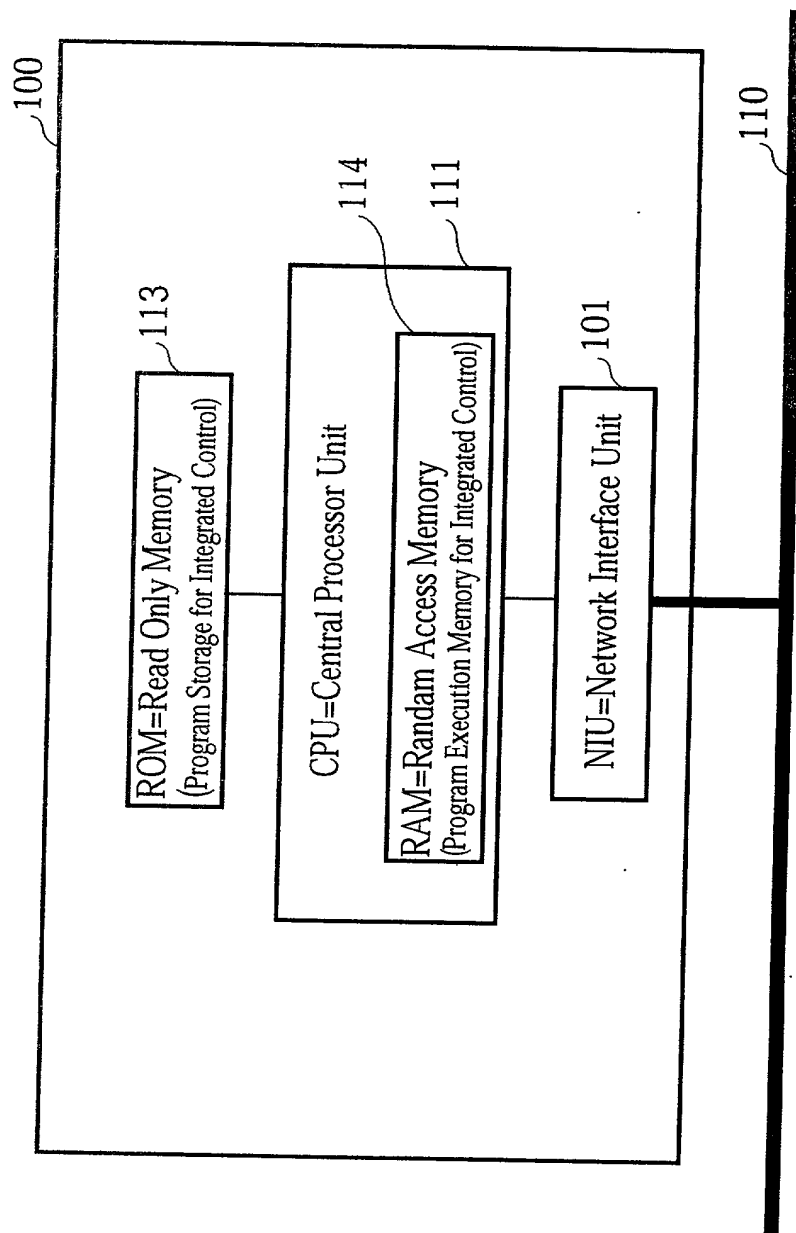 100
113
ROM=Read Only Memory
(Program Storage for Integrated Control)
114
111
CPU=Central Processor Unit
RAM=Randam Access Memory
(Program Execution Memory for Integrated Control)
101
NIU=Network Interface Unit
110